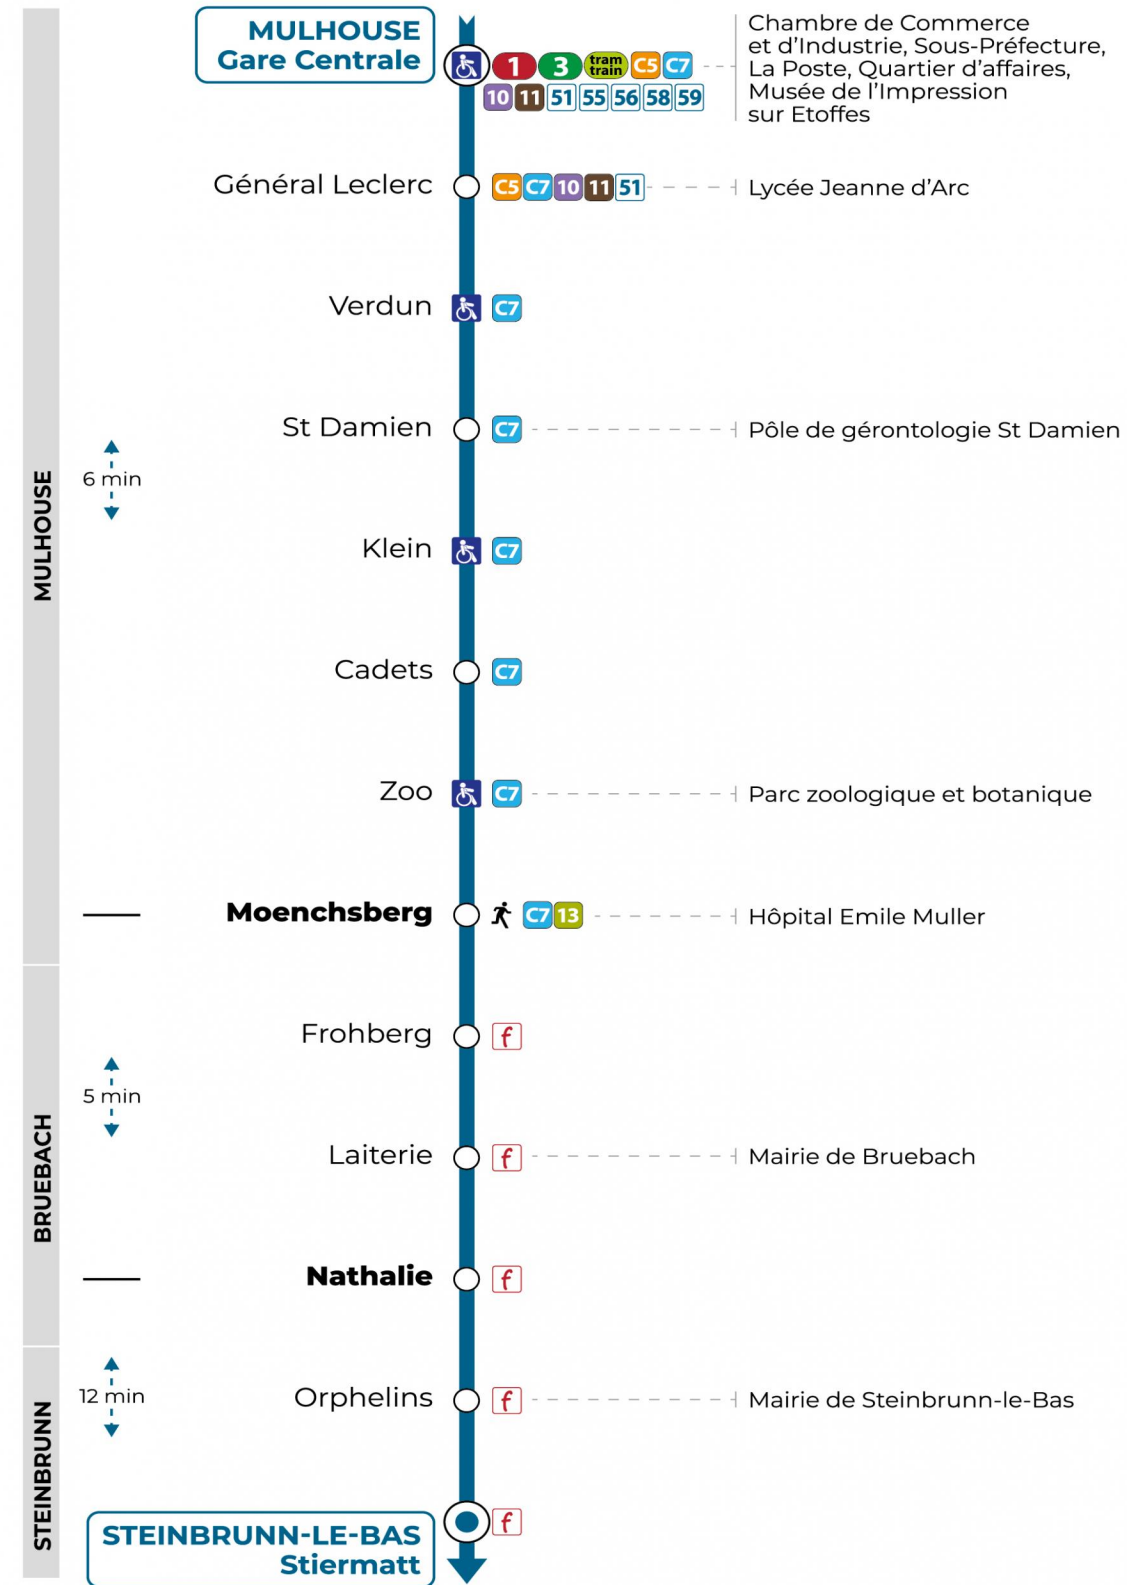 MULHOUSE
Gare Centrale
1 3 tram train C5 C7
10 11 51 55 56 58 59
Chambre de Commerce
et d'Industrie, Sous-Préfecture,
La Poste, Quartier d'affaires,
Musée de l'Impression
sur Etoffes
Général Leclerc C5 C7 10 11 51 Lycée Jeanne d'Arc
Verdun C7
St Damien C7 Pôle de gérontologie St Damien
6 min
MULHOUSE
Klein C7
Cadets C7
Zoo C7 Parc zoologique et botanique
Moenchsberg C7 13 Hôpital Emile Muller
Frohberg f
5 min
BRUEBACH
Laiterie f Mairie de Bruebach
Nathalie f
12 min
Orphelins f Mairie de Steinbrunn-le-Bas
STEINBRUNN
f
STEINBRUNN-LE-BAS
Stiermatt